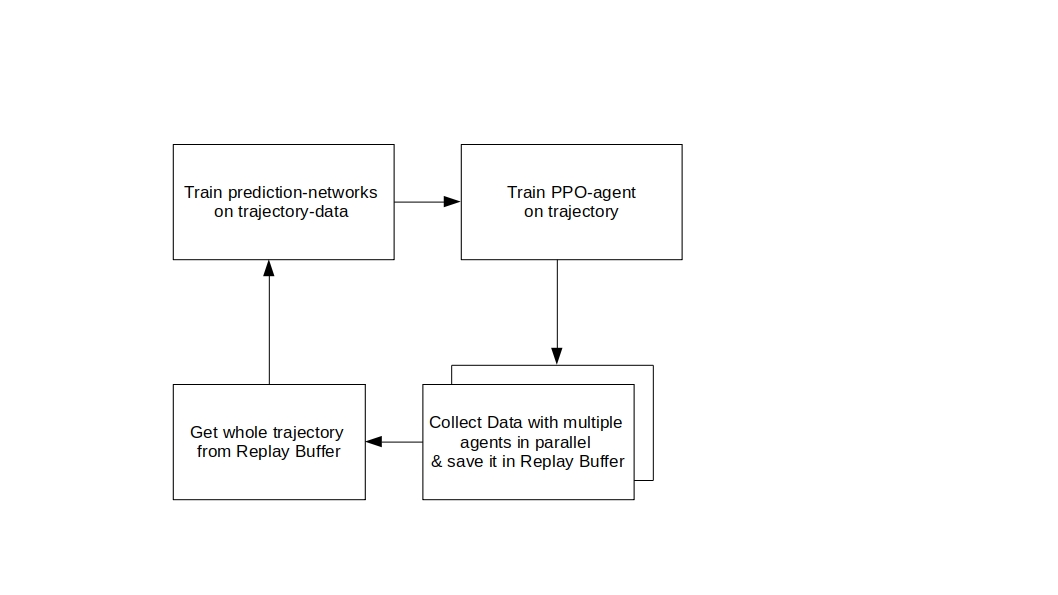 Train prediction-networks
on trajectory-data
Train PPO-agent
on trajectory
Get whole trajectory
from Replay Buffer
Collect Data with multiple
agents in parallel
& save it in Replay Buffer